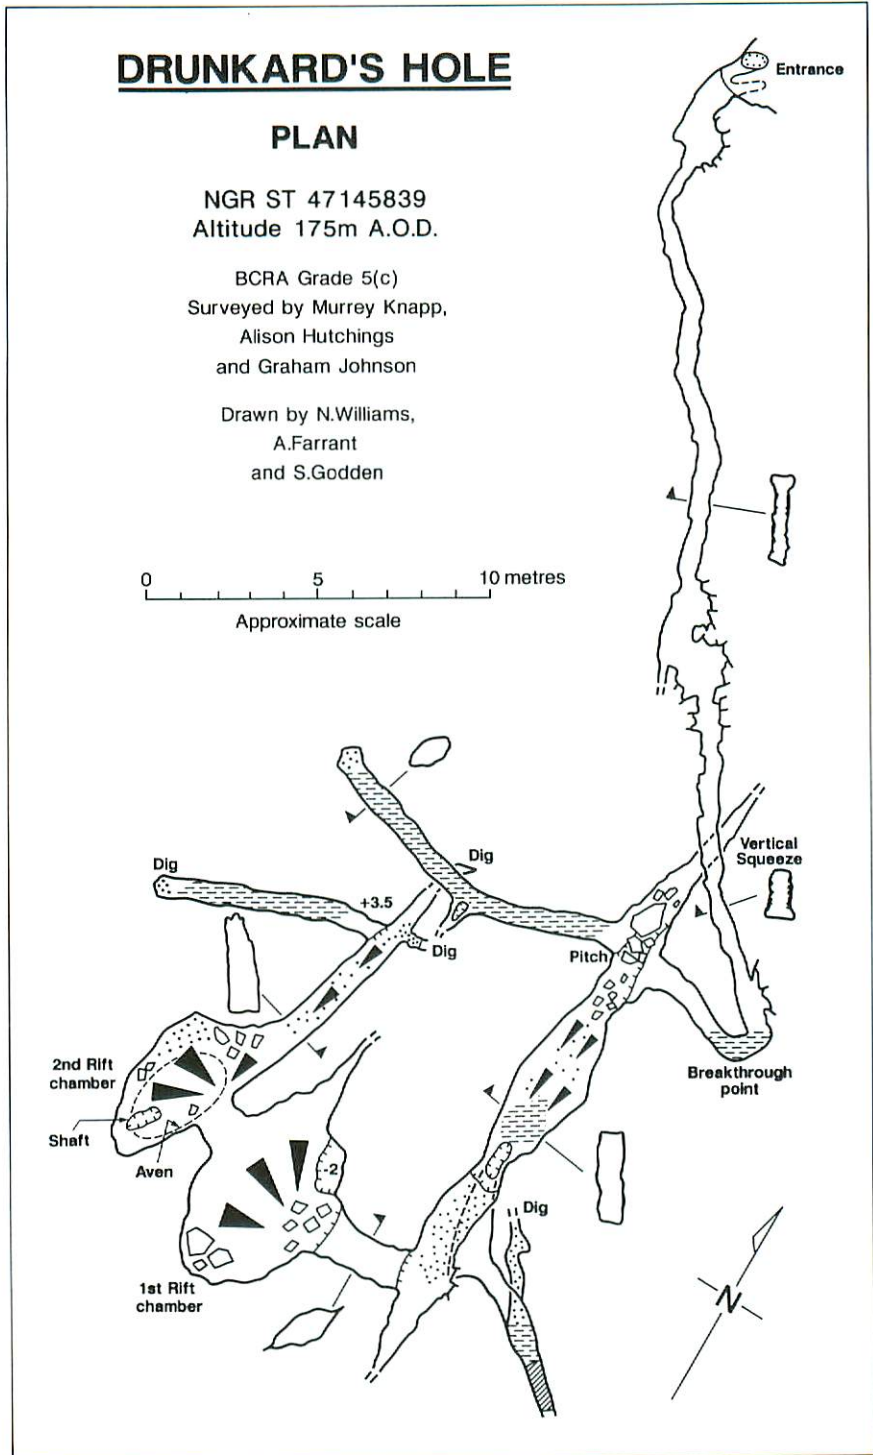 DRUNKARD'S HOLE
PLAN
NGR ST 47145839
Altitude 175m A.O.D.
BCRA Grade 5(c)
Surveyed by Murrey Knapp,
Alison Hutchings
and Graham Johnson
Drawn by N.Williams,
A.Farrant
and S.Godden
0 5 10 metres
Approximate scale
Entrance
Vertical
Squeeze
Dig
Dig
+3.5
Dig
Pitch
Breakthrough
point
2nd Rift
chamber
Shaft
Aven
-2
Dig
1st Rift
chamber
N